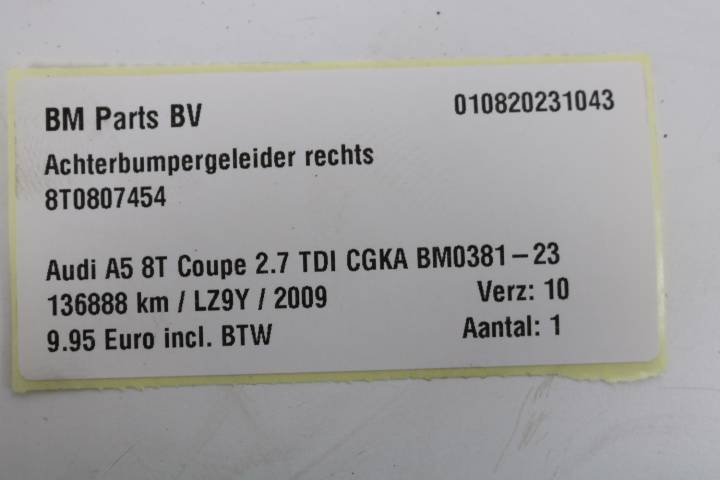 BM Parts BV 010820231043
Achterbumpergeleider rechts
8T0807454
Audi A5 8T Coupe 2.7 TDI CGKA BM0381-23
136888 km / LZ9Y / 2009 Verz: 10
9.95 Euro incl. BTW Aantal: 1